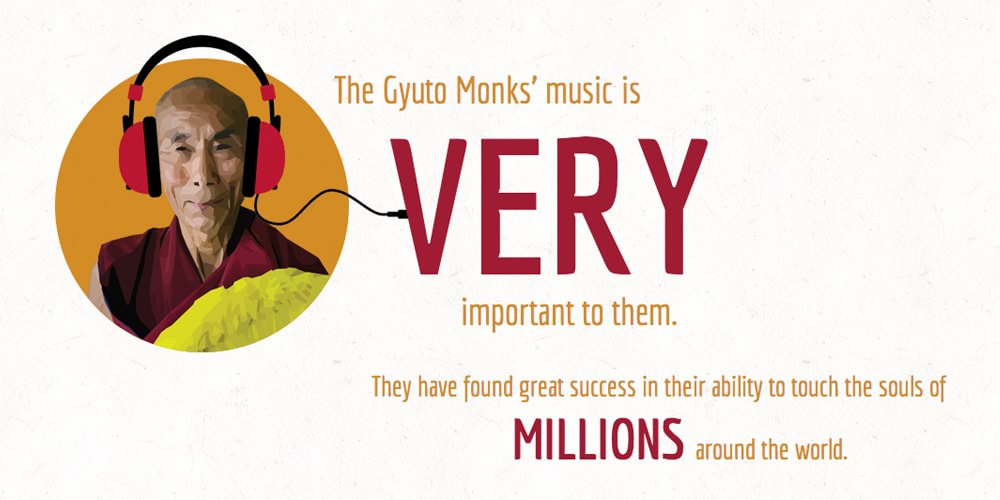 The Gyuto Monks’ music is
VERY
important to them.
They have found great success in their ability to touch the souls of
MILLIONS around the world.